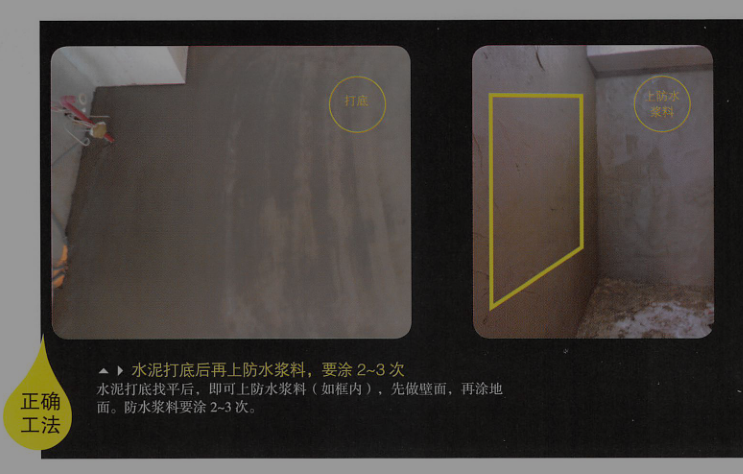 打底
上防水
浆料
水泥打底后再上防水浆料，要涂 2~3 次
水泥打底找平后，即可上防水浆料（如框内），先做壁面，再涂地
面。防水浆料要涂 2~3 次。
正确
工法